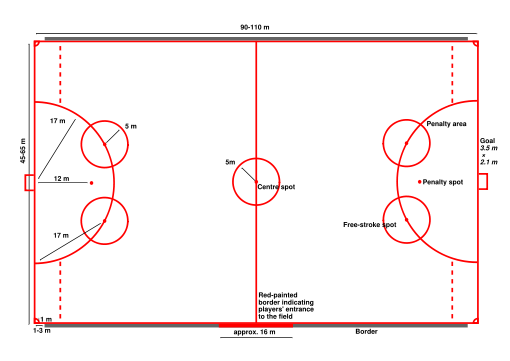 90-110 m
17 m
5 m
Penalty area
45-65 m
Goal
3.5 m
x
2.1 m
5m
12 m
Centre spot
Penalty spot
17 m
Free-stroke spot
Red-painted
border indicating
players' entrance
to the field
1 m
1-3 m
approx. 16 m
Border